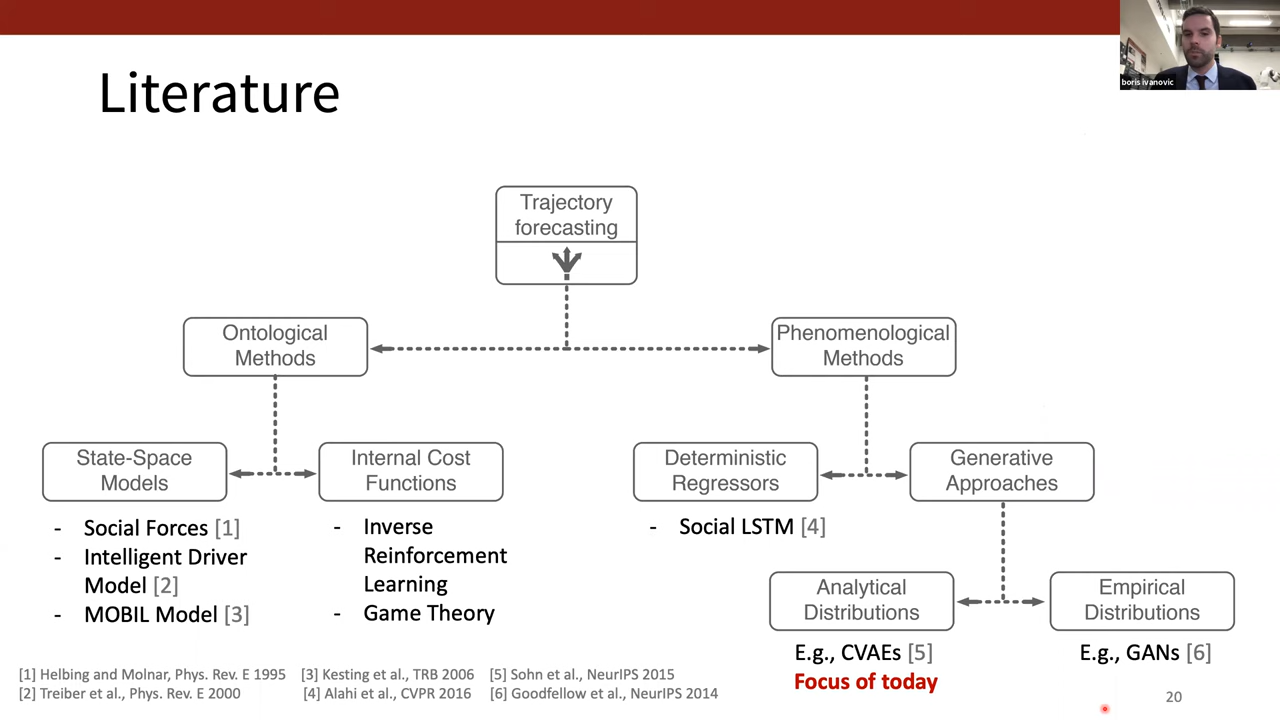 boris ivanovic
Literature
Trajectory
forecasting
Ontological
Methods
Phenomenological
Methods
State-Space
Models
Internal Cost
Functions
Deterministic
Regressors
Generative
Approaches
- Social Forces [1]
- Intelligent Driver
Model [2]
- MOBIL Model [3]
- Inverse
Reinforcement
Learning
- Game Theory
- Social LSTM [4]
Analytical
Distributions
Empirical
Distributions
E.g., CVAEs [5]
Focus of today
E.g., GANs [6]
[1] Helbing and Molnar, Phys. Rev. E 1995
[2] Treiber et al., Phys. Rev. E 2000
[3] Kesting et al., TRB 2006
[4] Alahi et al., CVPR 2016
[5] Sohn et al., NeurIPS 2015
[6] Goodfellow et al., NeurIPS 2014
20